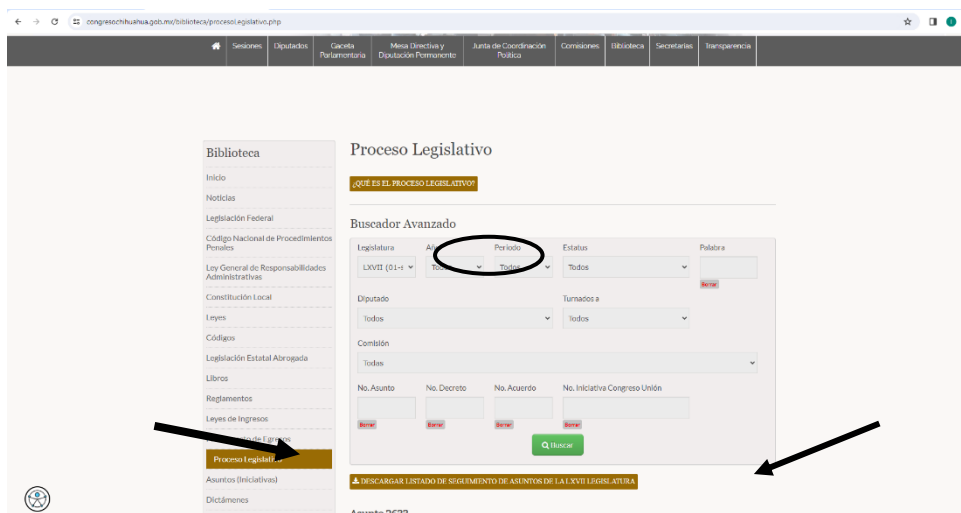 congresochihuahua.gob.mx/biblioteca/procesoLegislativo.php
Sesiones
Diputados
Gaceta
Parlamentaria
Mesa Directiva y
Diputación Permanente
Junta de Coordinación
Política
Comisiones
Biblioteca
Secretarías
Transparencia
Biblioteca
Inicio
Noticias
Legislación Federal
Código Nacional de Procedimientos
Penales
Ley General de Responsabilidades
Administrativas
Constitución Local
Leyes
Códigos
Legislación Estatal Abrogada
Libros
Reglamentos
Leyes de Ingresos
de Egresos
Proceso Legislativo
Asuntos (Iniciativas)
Dictámenes
Proceso Legislativo
¿QUÉ ES EL PROCESO LEGISLATIVO?
Buscador Avanzado
Legislatura
Periodo
Estatus
Palabra
LXVII (01-s
Todos
Todos
Todos
Borrar
Diputado
Turnados a
Todos
Todos
Comisión
Todas
No. Asunto
No. Decreto
No. Acuerdo
No. Iniciativa Congreso Unión
Borrar
Borrar
Borrar
Borrar
Buscar
DESCARGAR LISTADO DE SEGUIMIENTO DE ASUNTOS DE LA LXVII LEGISLATURA